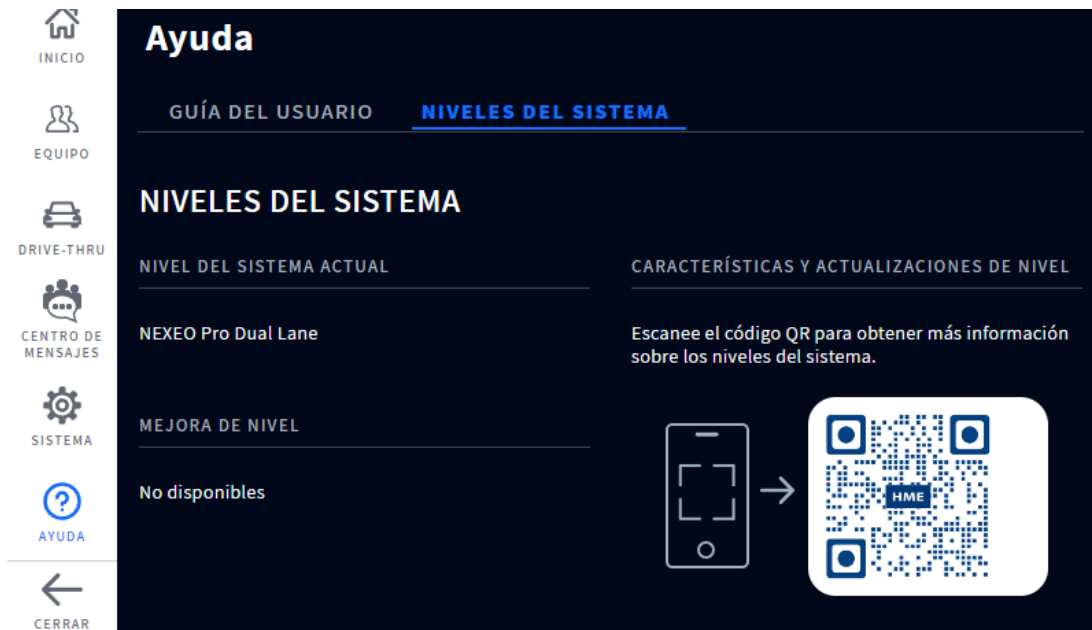 INICIO
EQUIPO
DRIVE-THRU
CENTRO DE
MENSAJES
SISTEMA
AYUDA
CERRAR
Ayuda
GUÍA DEL USUARIO
NIVELES DEL SISTEMA
NIVELES DEL SISTEMA
NIVEL DEL SISTEMA ACTUAL
NEXEO Pro Dual Lane
MEJORA DE NIVEL
No disponibles
CARACTERÍSTICAS Y ACTUALIZACIONES DE NIVEL
Escanee el código QR para obtener más información
sobre los niveles del sistema.
HME